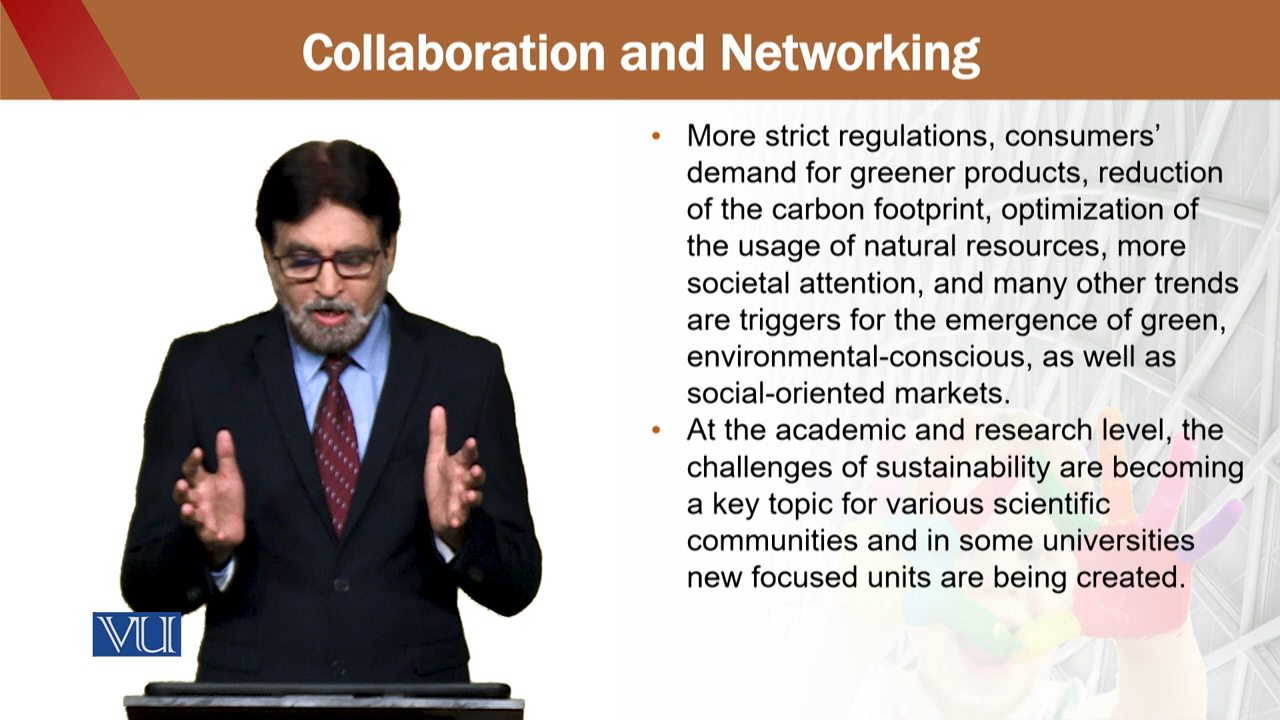 Collaboration and Networking
• More strict regulations, consumers’
demand for greener products, reduction
of the carbon footprint, optimization of
the usage of natural resources, more
societal attention, and many other trends
are triggers for the emergence of green,
environmental-conscious, as well as
social-oriented markets.
• At the academic and research level, the
challenges of sustainability are becoming
a key topic for various scientific
communities and in some universities
new focused units are being created.
VU